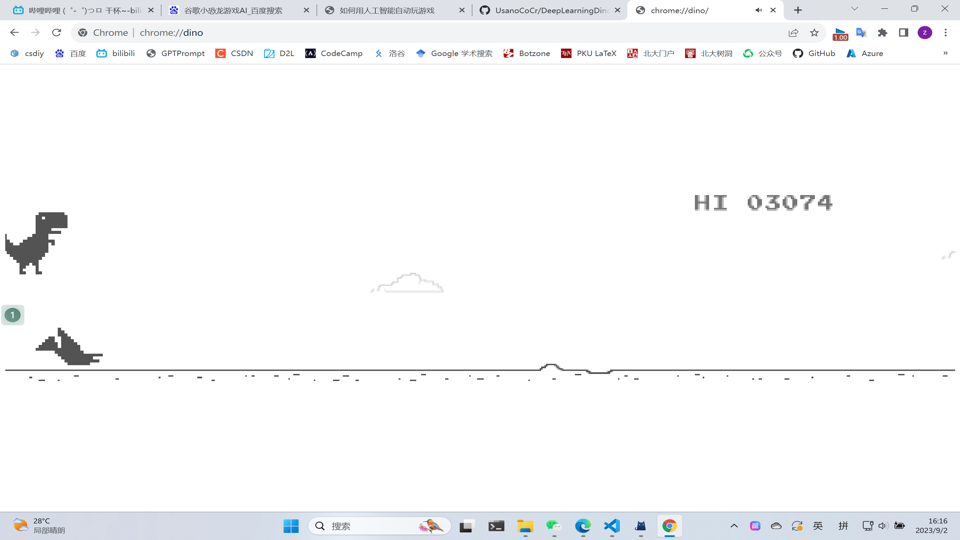 哔哩哔哩 (゜-゜)つロ 干杯~-bili
谷歌小恐龙游戏AI_百度搜索
如何用人工智能自动玩游戏
UsanoCoCr/DeepLearningDin
chrome://dino/
Chrome | chrome://dino
1.00
z
csdiy
百度
bilibili
GPTPrompt
CSDN
D2L
CodeCamp
洛谷
Google 学术搜索
Botzone
PKU LaTeX
北大门户
北大树洞
公众号
GitHub
Azure
»
HI 03074
1
28°C
局部晴朗
搜索
英
拼
16:16
2023/9/2